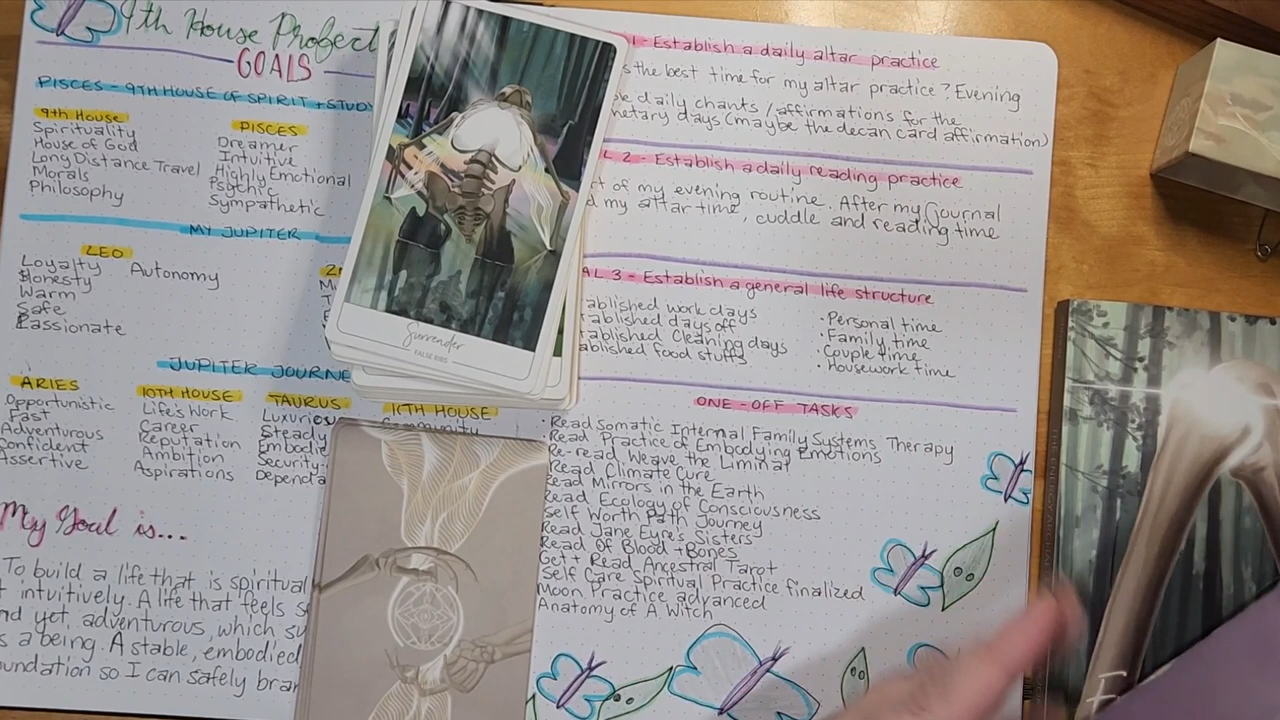 9th House Project
GOALS
PISCES - 9TH HOUSE OF SPIRIT + STUDY
9th House
Spirituality
House of God
Long Distance Travel
Morals
Philosophy
PISCES
Dreamer
Intuitive
Highly Emotional
Psychic
Sympathetic
MY JUPITER
LEO
Loyalty
Honesty
Warm
Safe
Passionate
Autonomy
JUPITER JOURNE
ARIES
Opportunistic
Fast
Adventurous
Confident
Assertive
10TH HOUSE
Life's Work
Career
Reputation
Ambition
Aspirations
TAURUS
Luxurious
Steady
Embodie
Security
Depend
11TH HOUSE
Community
My Goal is...
To build a life that is spiritual
intuitively. A life that feels s
nd yet, adventurous, which su
s a being. A stable, embodied
oundation so I can safely bran
Surrender
FALSE RIBS
1 - Establish a daily altar practice
s the best time for my altar practice? Evening
daily chants / affirmations for the
netary days (maybe the decan card affirmation)
L 2 - Establish a daily reading practice
rt of my evening routine. After my journal
d my altar time, cuddle and reading time
AL 3 - Establish a general life structure
ablished work days
tablished days off
tablished Cleaning days
ablished food stuffs
• Personal time
• Family time
• Couple time
• Housework time
ONE-OFF TASKS
• Read Somatic Internal Family Systems Therapy
Read Practice of Embodying Emotions
Re-read Weave the Liminal
Read Climate Cure
Read Mirrors in the Earth
Read Ecology of Consciousness
Self Worth Path Journey
Read Jane Eyre's Sisters
Read Of Blood + Bones
Get + Read Ancestral Tarot
Self Care Spiritual Practice finalized
Moon Practice advanced
Anatomy of A Witch